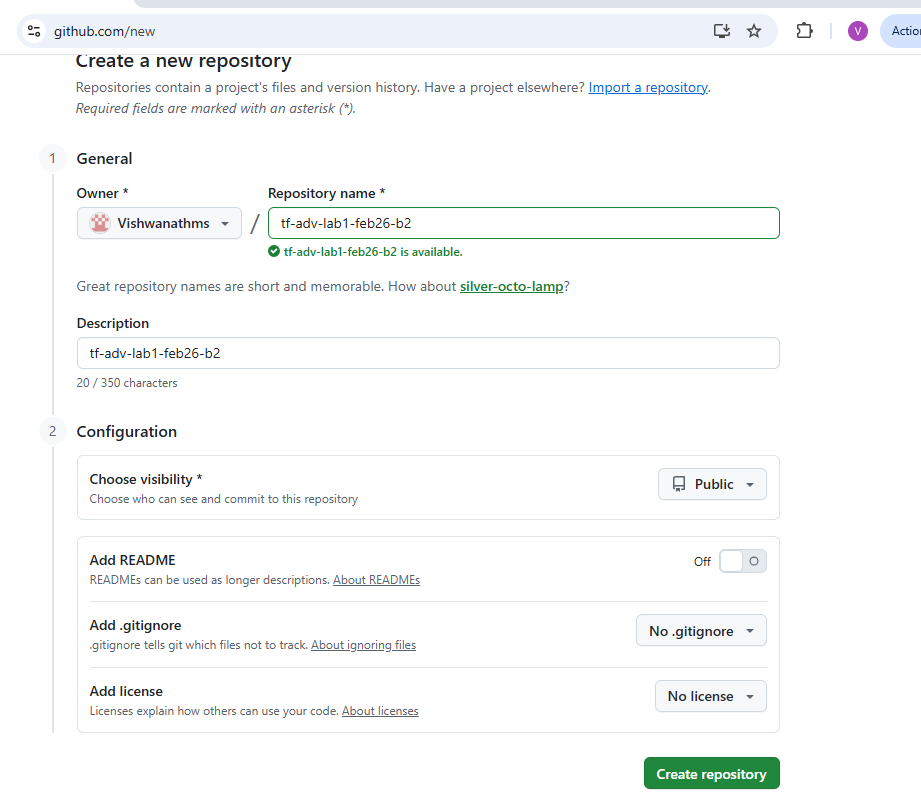 github.com/new
V
Create a new repository
Repositories contain a project's files and version history. Have a project elsewhere? Import a repository.
Required fields are marked with an asterisk (*).
1 General
Owner * Repository name *
Vishwanathms / tf-adv-lab1-feb26-b2
tf-adv-lab1-feb26-b2 is available.
Great repository names are short and memorable. How about silver-octo-lamp?
Description
tf-adv-lab1-feb26-b2
20 / 350 characters
2 Configuration
Choose visibility *
Public
Choose who can see and commit to this repository
Add README
Off
READMEs can be used as longer descriptions. About READMEs
Add .gitignore
No .gitignore
.gitignore tells git which files not to track. About ignoring files
Add license
No license
Licenses explain how others can use your code. About licenses
Create repository